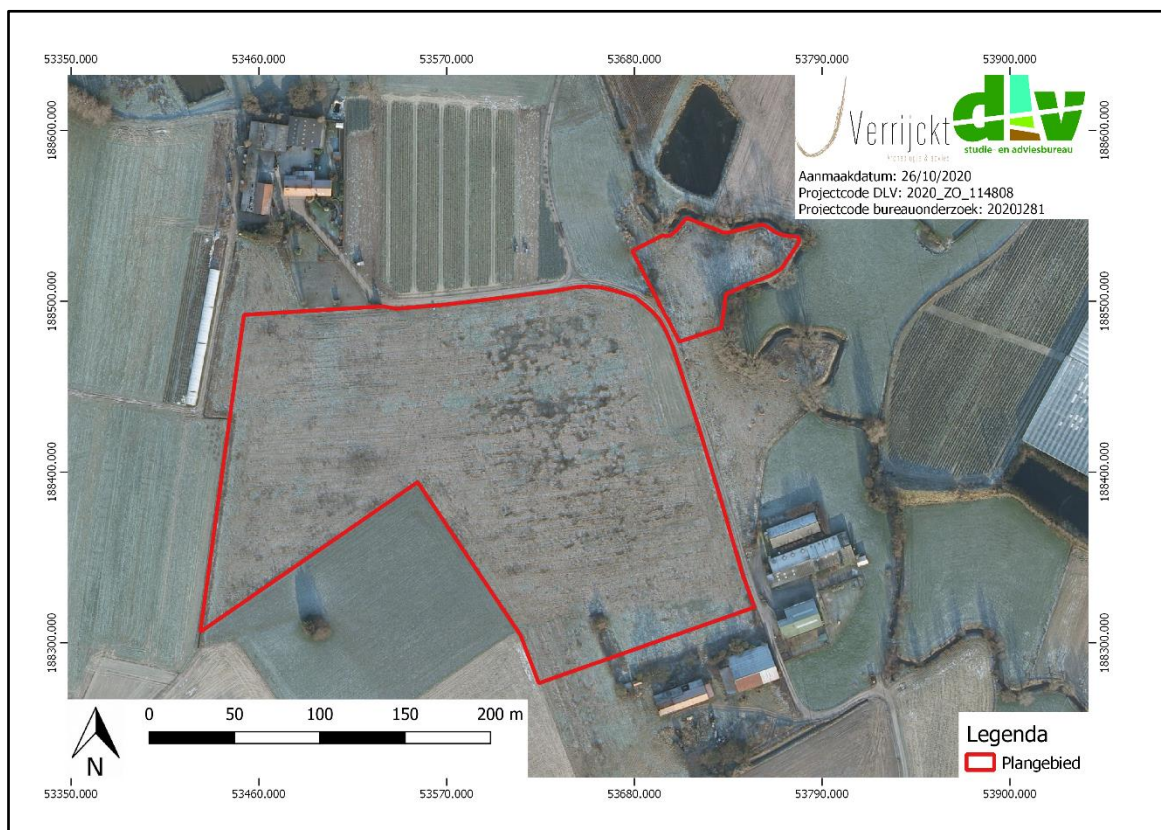 53350.000 53460.000 53570.000 53680.000 53790.000 53900.000
188600.000 188600.000
Verrijckt
dlv
studie- en adviesbureau
Aanmaakdatum: 26/10/2020
Projectcode DLV: 2020_ZO_114808
Projectcode bureauonderzoek: 2020J281
188500.000 188500.000
188400.000 188400.000
188300.000 188300.000
0 50 100 150 200 m
N
Legenda
Plangebied
53350.000 53460.000 53570.000 53680.000 53790.000 53900.000